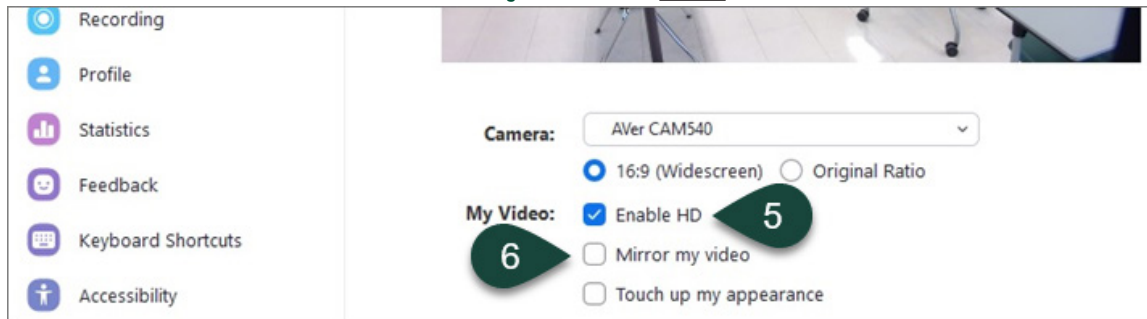 Recording
Profile
Statistics
Feedback
Keyboard Shortcuts
Accessibility
Camera:
AVer CAM540
16:9 (Widescreen) Original Ratio
My Video:
Enable HD
5
6
Mirror my video
Touch up my appearance